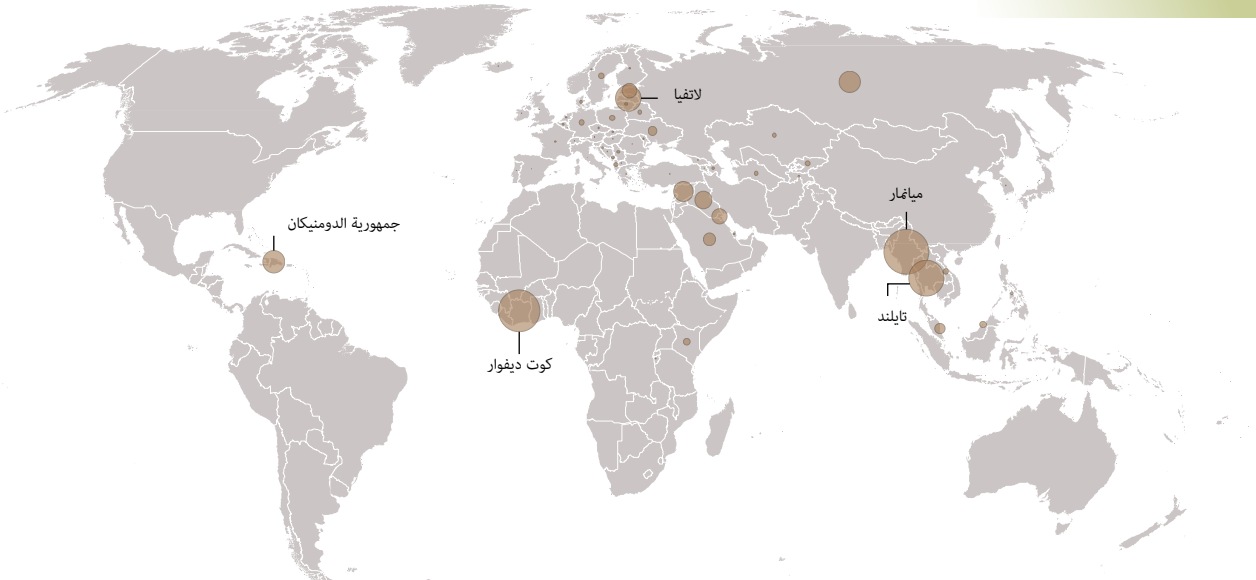 لاتفيا
ميانمار
جمهورية الدومنيكان
تايلند
كوت ديفوار